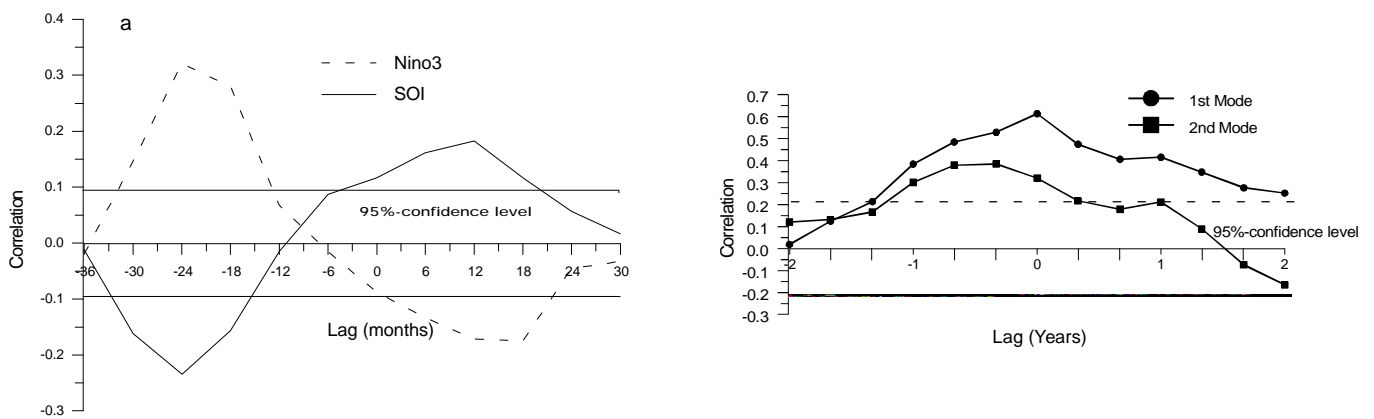 a
Nino3
SOI
0.4
0.3
0.2
0.1
0.0
-0.1
-0.2
-0.3
Correlation
95%-confidence level
-36 -30 -24 -18 -12 -6 0 6 12 18 24 30
Lag (months)
1st Mode
2nd Mode
0.7
0.6
0.5
0.4
0.3
0.2
0.1
0.0
-0.1
-0.2
-0.3
Correlation
95%-confidence level
-2 -1 0 1 2
Lag (Years)